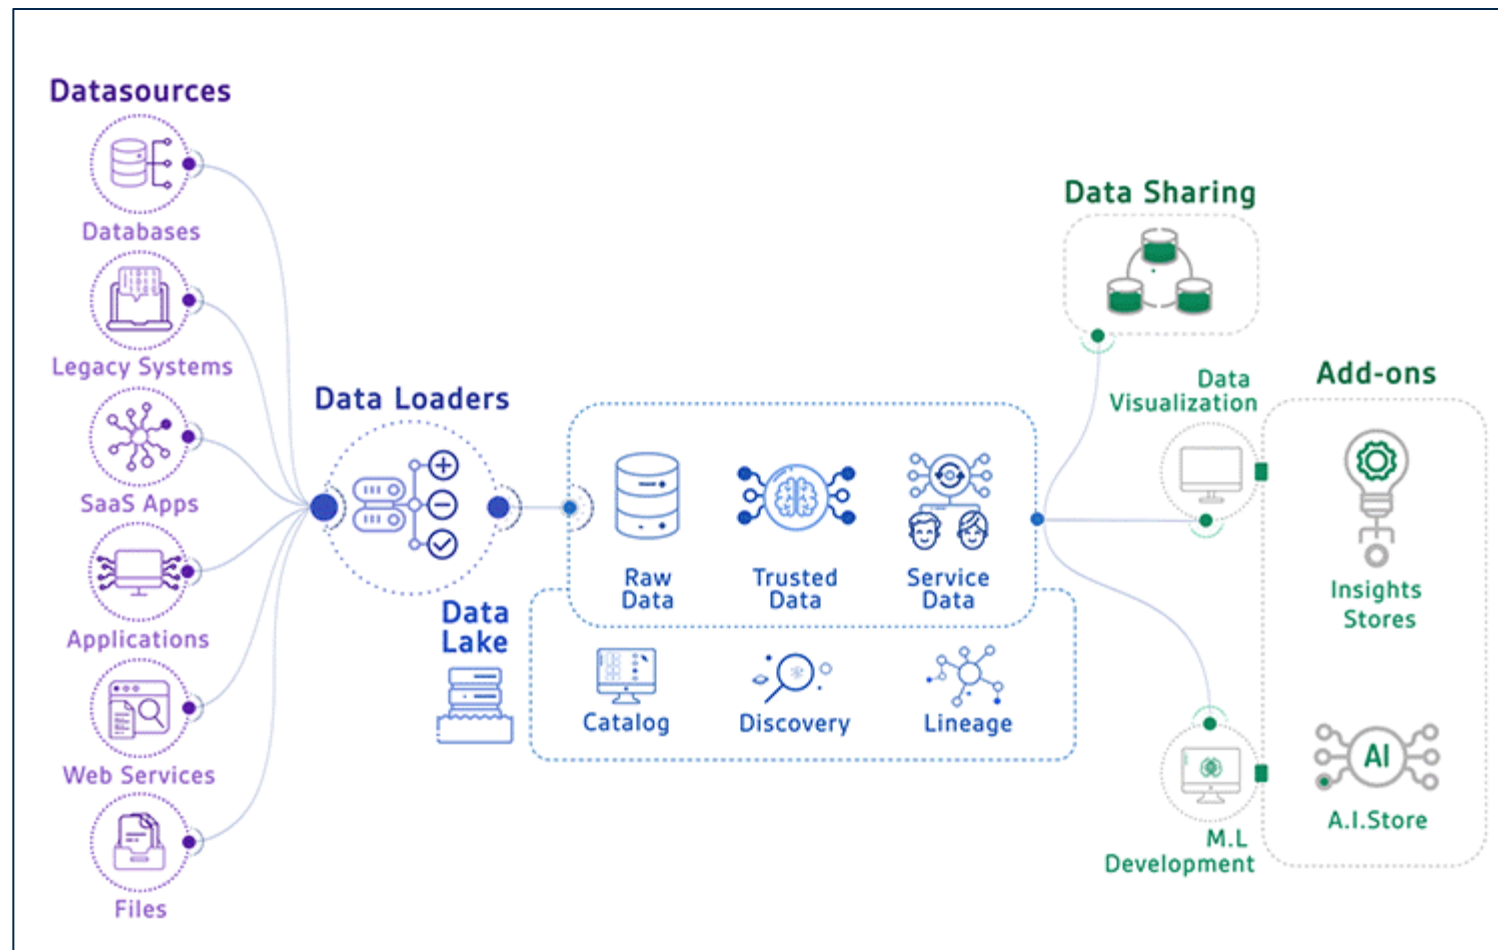 Datasources
Databases
Legacy Systems
SaaS Apps
Applications
Web Services
Files
Data Loaders
Data
Lake
Raw
Data
Trusted
Data
Service
Data
Catalog
Discovery
Lineage
Data Sharing
Data
Visualization
M.L
Development
Add-ons
Insights
Stores
AI
A.I.Store